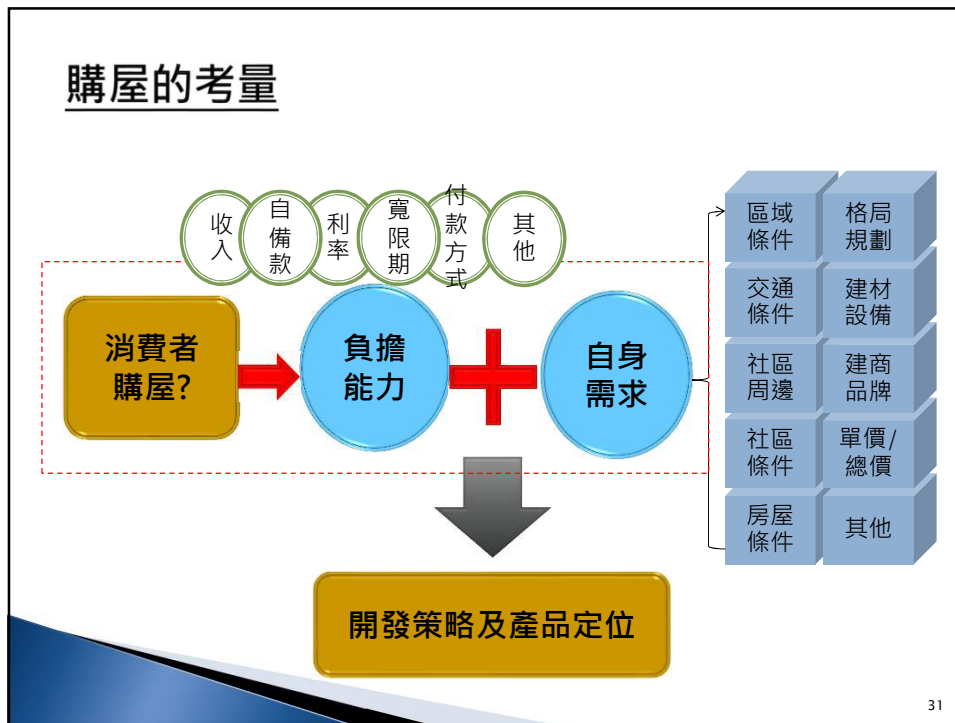 購屋的考量
收
入
自
備
款
利
率
寬
限
期
付
款
方
式
其
他
消費者
購屋?
負擔
能力
自身
需求
區域
條件
格局
規劃
交通
條件
建材
設備
社區
周邊
建商
品牌
社區
條件
單價/
總價
房屋
條件
其他
開發策略及產品定位
31